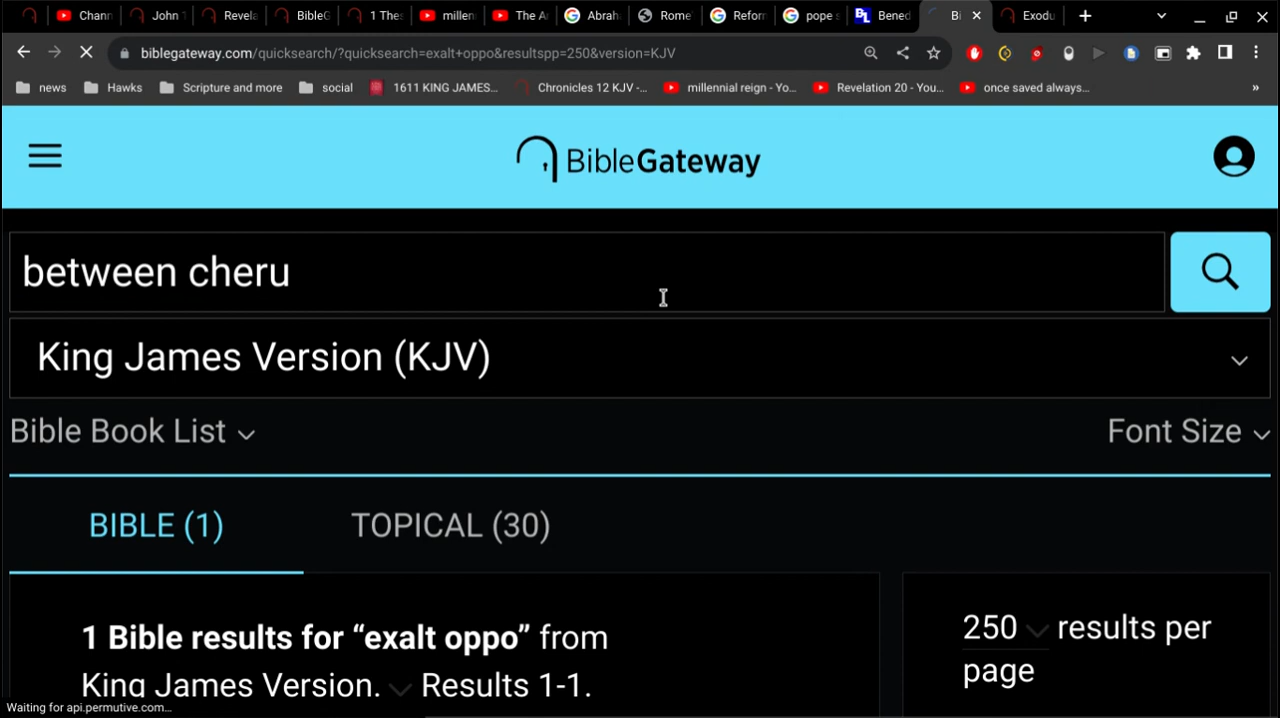 Chann
John 1
Revela
BibleG
1 Thes
millen
The A
Abrah
Rome'
Reforn
pope s
BL Bened
Bi
Exodu
biblegateway.com/quicksearch/?quicksearch=exalt+oppo&resultspp=250&version=KJV
news Hawks Scripture and more social 1611 KING JAMES... Chronicles 12 KJV -... millennial reign - Yo... Revelation 20 - You... once saved always... »
BibleGateway
between cheru
King James Version (KJV)
Bible Book List Font Size
BIBLE (1) TOPICAL (30)
1 Bible results for “exalt oppo” from
King James Version. Results 1-1.
250 results per
page
Waiting for api.permutive.com...